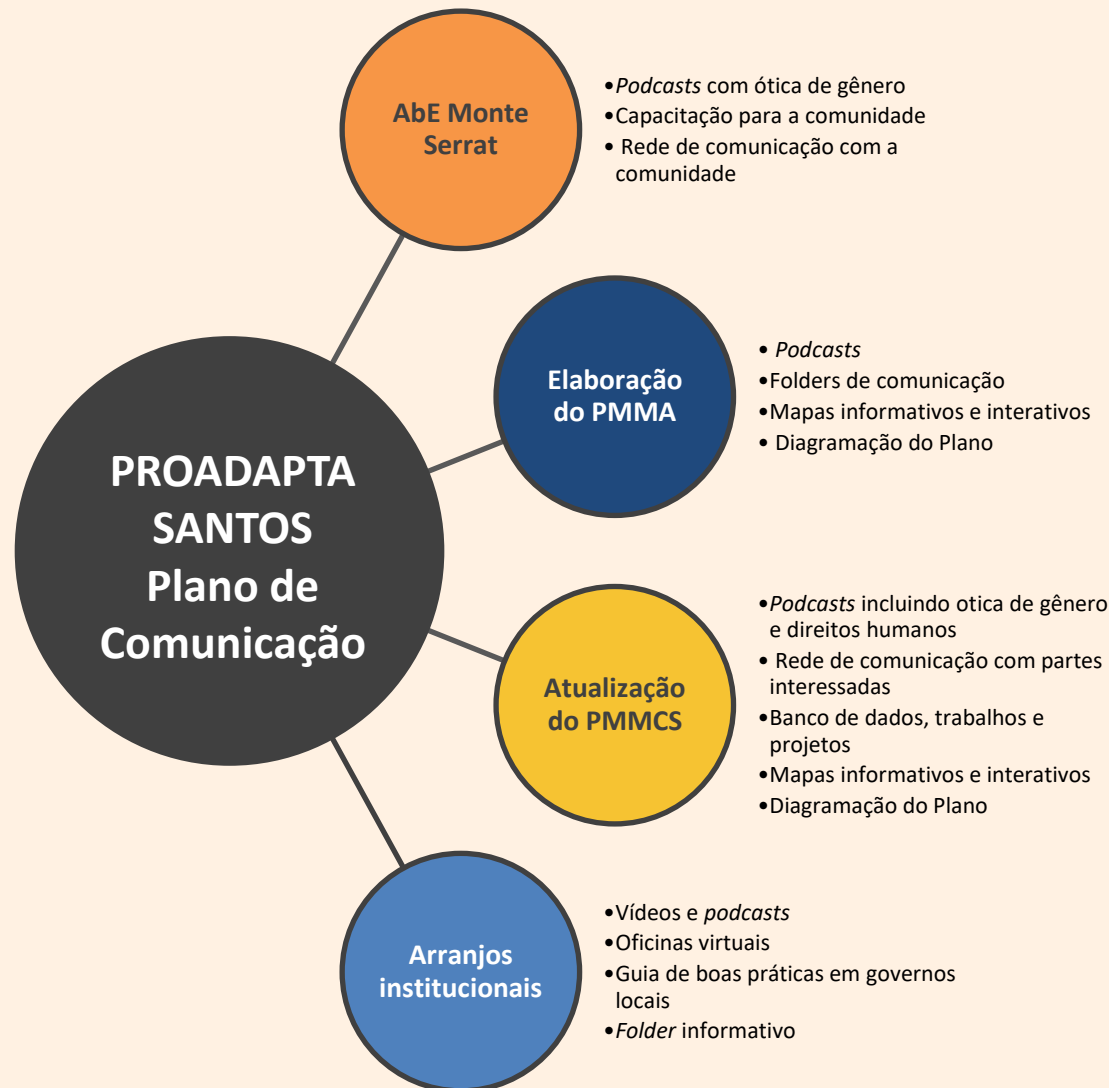 PROADAPTA
SANTOS
Plano de
Comunicação
AbE Monte
Serrat
•Podcasts com ótica de gênero
•Capacitação para a comunidade
• Rede de comunicação com a
comunidade
Elaboração
do PMMA
• Podcasts
•Folders de comunicação
•Mapas informativos e interativos
• Diagramação do Plano
Atualização
do PMMCS
•Podcasts incluindo otica de gênero
e direitos humanos
• Rede de comunicação com partes
interessadas
•Banco de dados, trabalhos e
projetos
•Mapas informativos e interativos
•Diagramação do Plano
Arranjos
institucionais
•Vídeos e podcasts
•Oficinas virtuais
•Guia de boas práticas em governos
locais
•Folder informativo